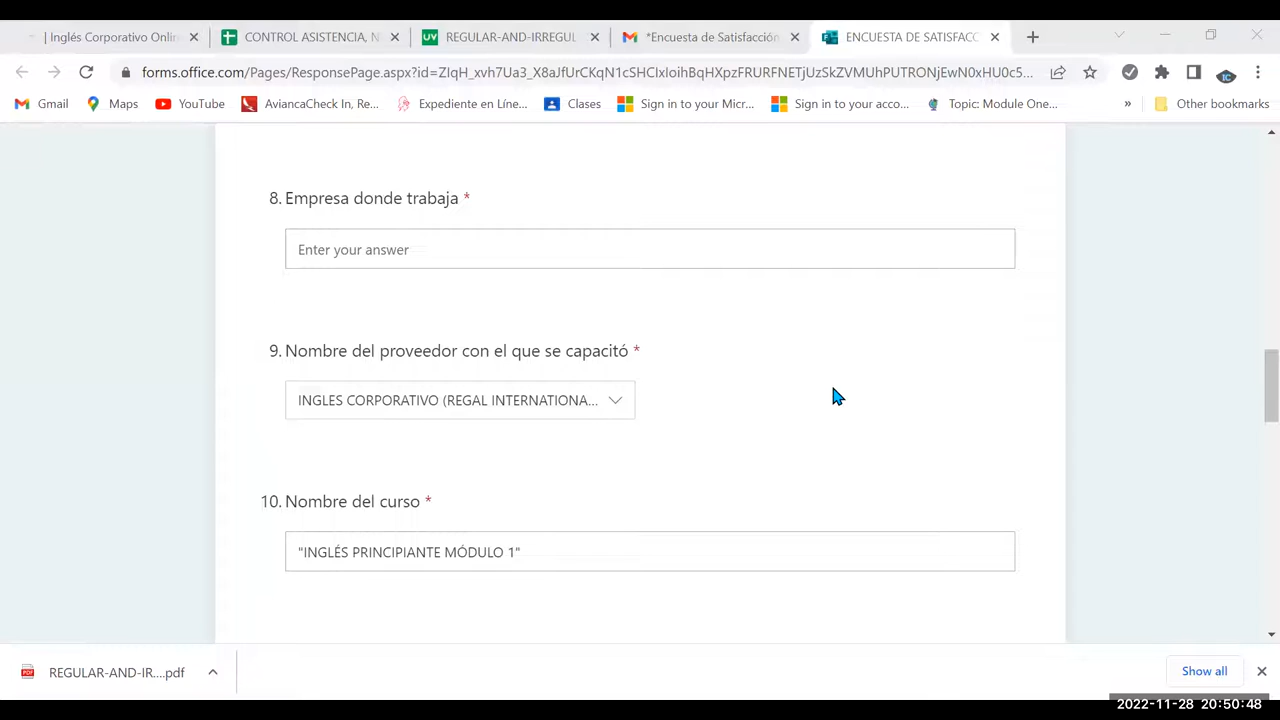 | Inglés Corporativo Onlin
CONTROL ASISTENCIA, N
UV REGULAR-AND-IRREGUL
*Encuesta de Satisfacción
ENCUESTA DE SATISFACC
forms.office.com/Pages/ResponsePage.aspx?id=ZIqH_xvh7Ua3_X8aJfUrCKqN1cSHClxIoihBqHXpzFRURFNETjUzSkZVMUhPUTRONjEwN0xHU0c5...
Gmail
Maps
YouTube
AviancaCheck In, Re...
Expediente en Líne...
Clases
Sign in to your Micr...
Sign in to your acco...
Topic: Module One...
»
Other bookmarks
8. Empresa donde trabaja *
Enter your answer
9. Nombre del proveedor con el que se capacitó *
INGLES CORPORATIVO (REGAL INTERNATIONA...
10. Nombre del curso *
"INGLÉS PRINCIPIANTE MÓDULO 1"
REGULAR-AND-IR....pdf
Show all
2022-11-28 20:50:48